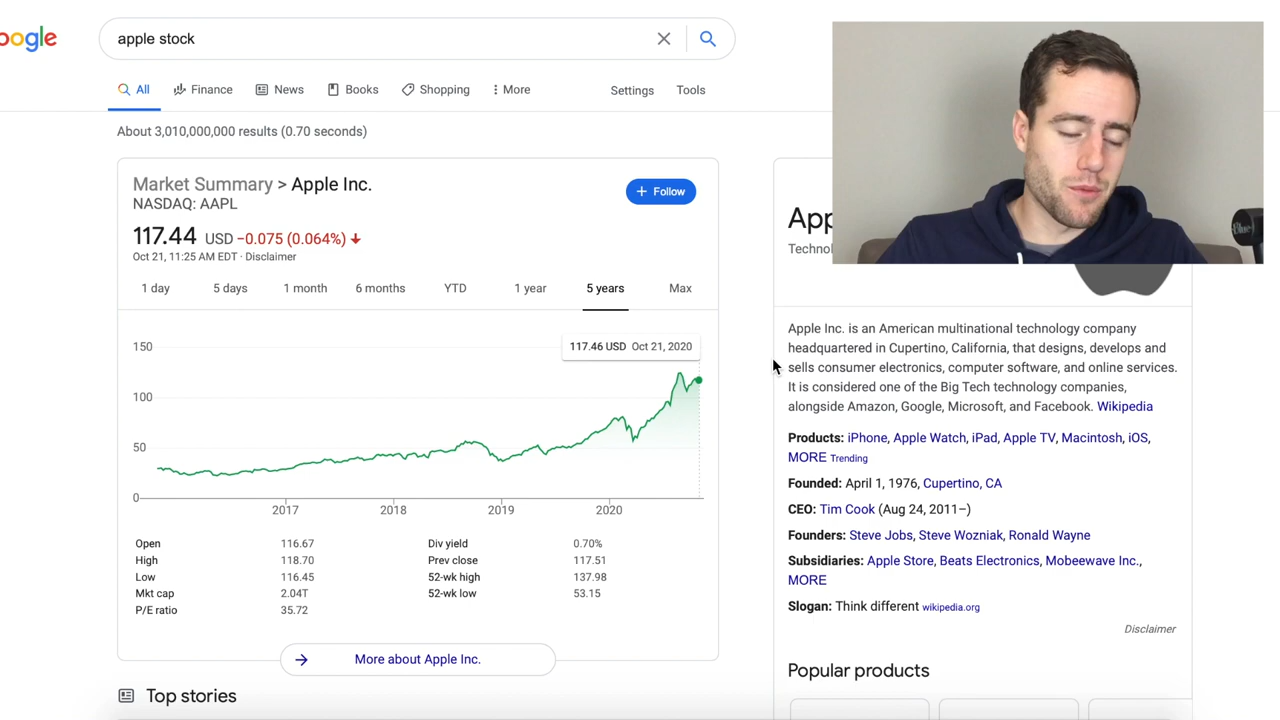 oogle
apple stock
All Finance News Books Shopping More Settings Tools
About 3,010,000,000 results (0.70 seconds)
Market Summary > Apple Inc.
NASDAQ: AAPL
Follow
117.44 USD −0.075 (0.064%)
Oct 21, 11:25 AM EDT · Disclaimer
1 day 5 days 1 month 6 months YTD 1 year 5 years Max
117.46 USD Oct 21, 2020
150
100
50
0
2017 2018 2019 2020
Open 116.67 Div yield 0.70%
High 118.70 Prev close 117.51
Low 116.45 52-wk high 137.98
Mkt cap 2.04T 52-wk low 53.15
P/E ratio 35.72
More about Apple Inc.
Top stories
App
Technol
Blue
Apple Inc. is an American multinational technology company
headquartered in Cupertino, California, that designs, develops and
sells consumer electronics, computer software, and online services.
It is considered one of the Big Tech technology companies,
alongside Amazon, Google, Microsoft, and Facebook. Wikipedia
Products: iPhone, Apple Watch, iPad, Apple TV, Macintosh, iOS,
MORE Trending
Founded: April 1, 1976, Cupertino, CA
CEO: Tim Cook (Aug 24, 2011–)
Founders: Steve Jobs, Steve Wozniak, Ronald Wayne
Subsidiaries: Apple Store, Beats Electronics, Mobeewave Inc.,
MORE
Slogan: Think different wikipedia.org
Disclaimer
Popular products